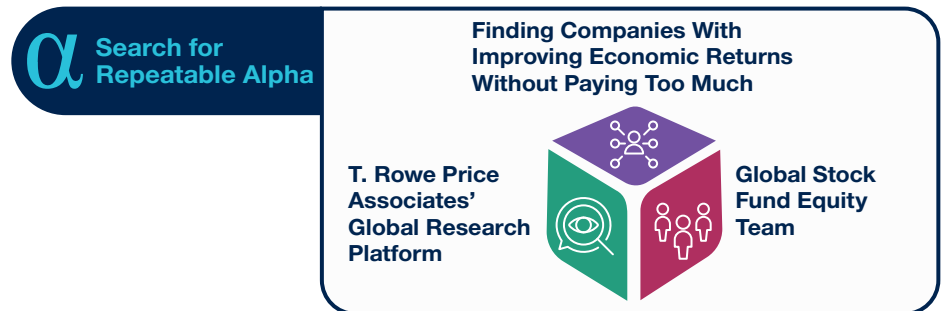 α
Search for
Repeatable Alpha
Finding Companies With
Improving Economic Returns
Without Paying Too Much
T. Rowe Price
Associates’
Global Research
Platform
Global Stock
Fund Equity
Team